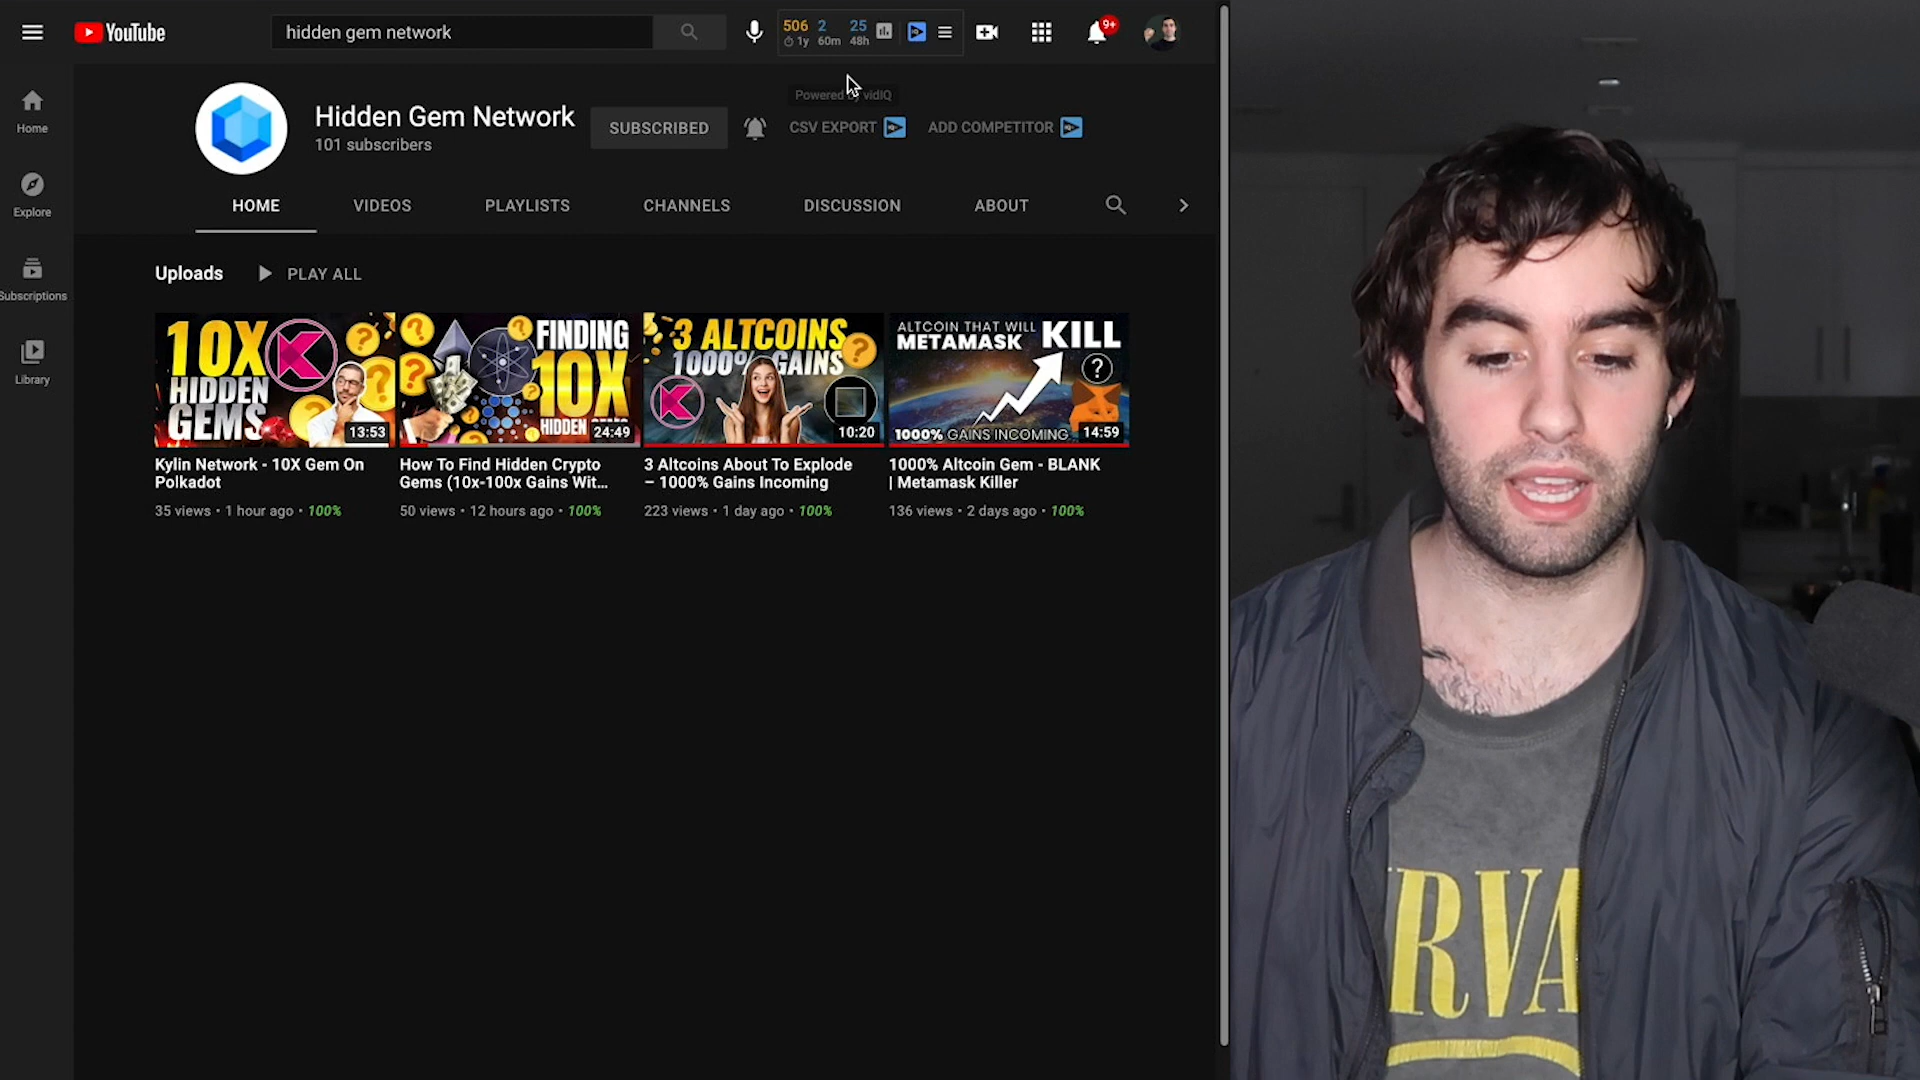 YouTube
hidden gem network
506 2 25
1y 60m 48h
9+
Powered by vidIQ
Home
Explore
Subscriptions
Library
Hidden Gem Network
101 subscribers
SUBSCRIBED
CSV EXPORT
ADD COMPETITOR
HOME VIDEOS PLAYLISTS CHANNELS DISCUSSION ABOUT
Uploads PLAY ALL
10X
HIDDEN
GEMS
13:53
Kylin Network - 10X Gem On
Polkadot
35 views • 1 hour ago • 100%
FINDING
10X
HIDDEN
24:49
How To Find Hidden Crypto
Gems (10x-100x Gains Wit...
50 views • 12 hours ago • 100%
3 ALTCOINS
1000% GAINS
10:20
3 Altcoins About To Explode
– 1000% Gains Incoming
223 views • 1 day ago • 100%
ALTCOIN THAT WILL
METAMASK KILL
?
1000% GAINS INCOMING
14:59
1000% Altcoin Gem - BLANK
| Metamask Killer
136 views • 2 days ago • 100%
RVA